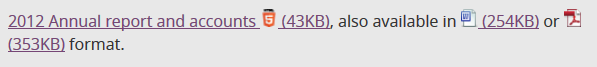 2012 Annual report and accounts (43KB), also available in (254KB) or
(353KB) format.